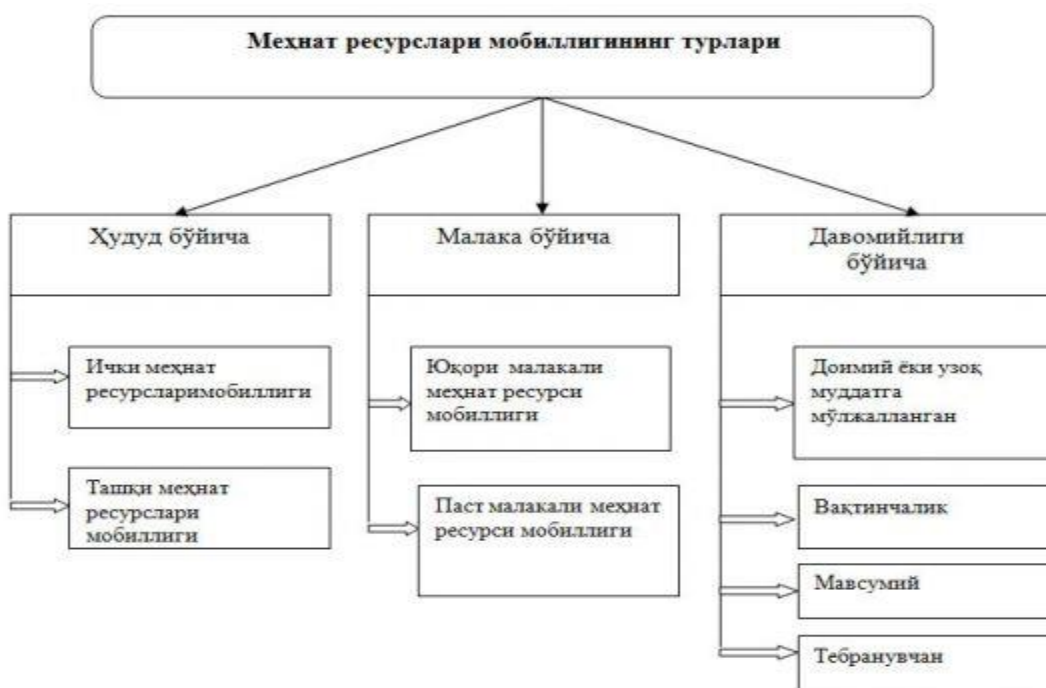 Меҳнат ресурслари мобиллигининг турлари
Ҳудуд бўйича
Ички меҳнат
ресурсларимобиллиги
Ташқи меҳнат
ресурслари
мобиллиги
Малака бўйича
Юқори малакали
меҳнат ресурси
мобиллиги
Паст малакали меҳнат
ресурси мобиллиги
Давомийлиги
бўйича
Доимий ёки узоқ
муддатга
мўлжалланган
Вақтинчалик
Мавсумий
Тебранувчан